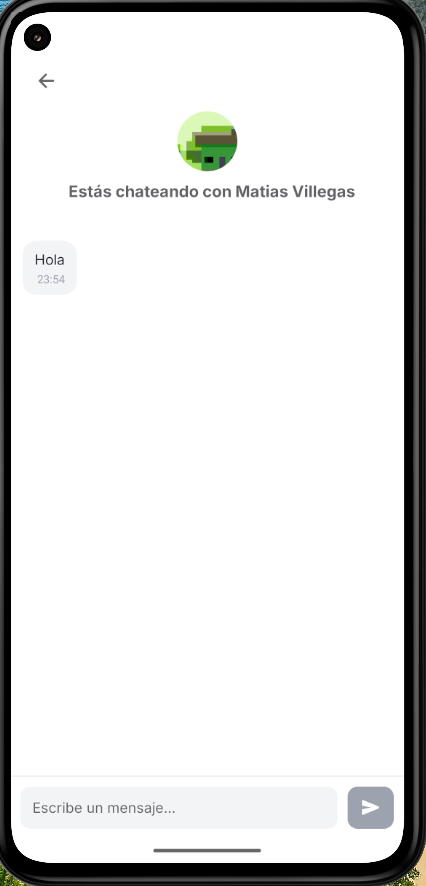 Estás chateando con Matias Villegas
Hola
23:54
Escribe un mensaje...